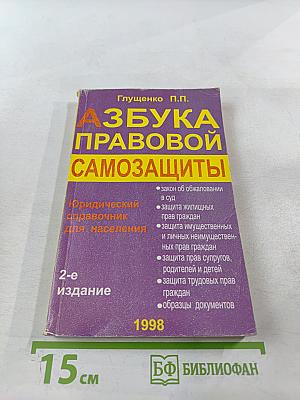 Глущенко П.П.
АЗБУКА
ПРАВОВОЙ
САМОЗАЩИТЫ
Юридический
справочник
для населения
2-е
издание
•закон об обжаловании
в суд
•защита жилищных
прав граждан
•защита имущественных
и личных неимуществен-
ных прав граждан
•защита прав супругов,
родителей и детей
•защита трудовых прав
граждан
•образцы документов
1998
15 см
БФ БИБЛИОФАН